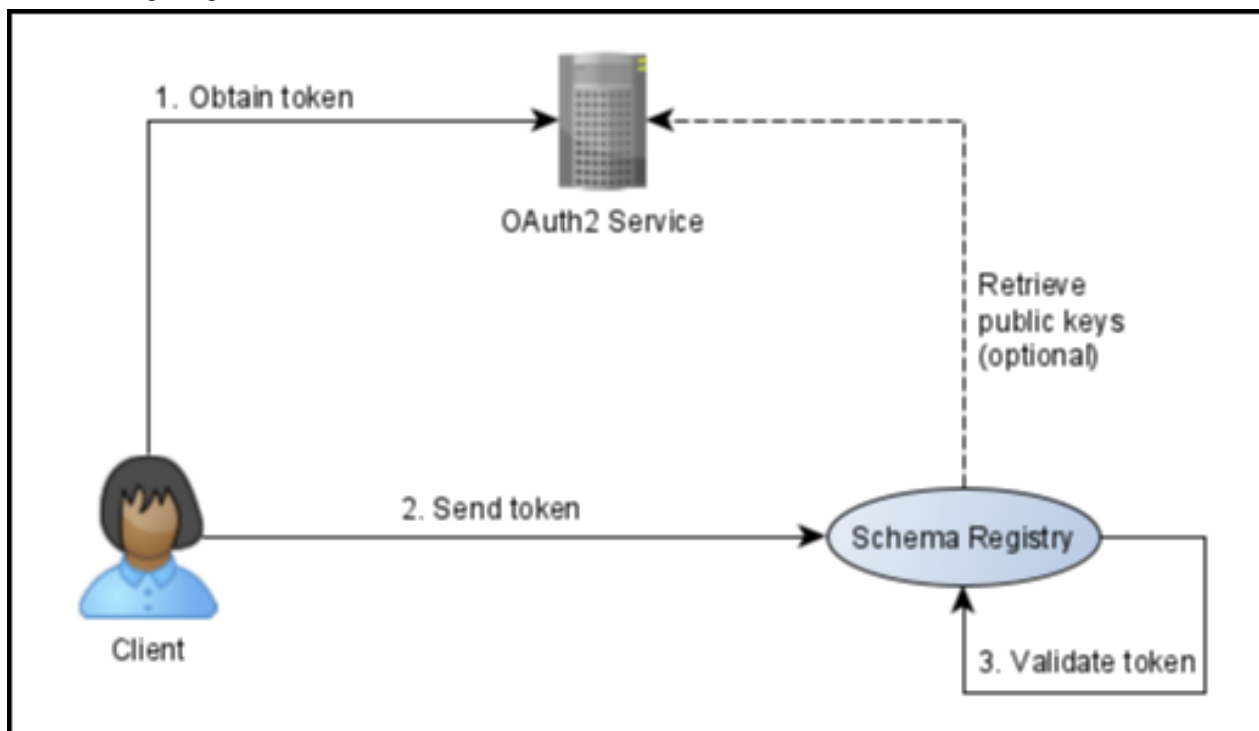 1. Obtain token
OAuth2 Service
Retrieve
public keys
(optional)
2. Send token
Schema Registry
Client
3. Validate token